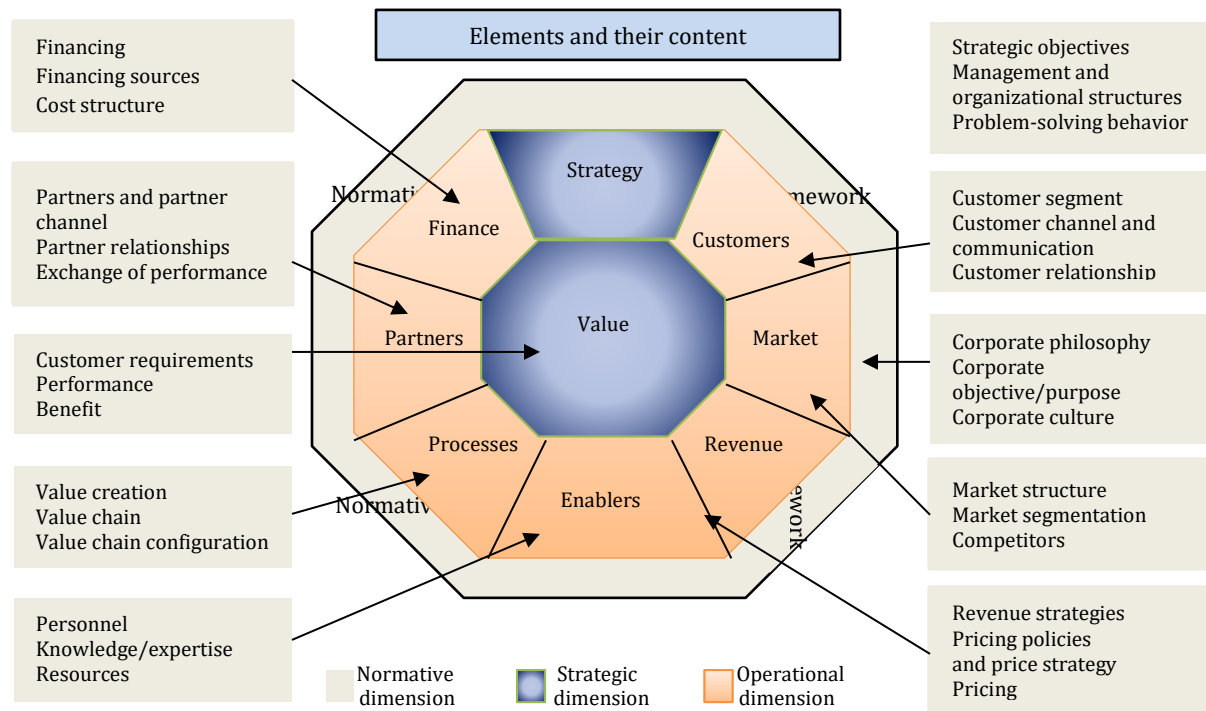 Elements and their content
Financing
Financing sources
Cost structure
Partners and partner
channel
Partner relationships
Exchange of performance
Customer requirements
Performance
Benefit
Value creation
Value chain
Value chain configuration
Personnel
Knowledge/expertise
Resources
Strategy
Finance
Customers
Value
Partners
Market
Processes
Revenue
Enablers
Strategic objectives
Management and
organizational structures
Problem-solving behavior
Customer segment
Customer channel and
communication
Customer relationship
Corporate philosophy
Corporate
objective/purpose
Corporate culture
Market structure
Market segmentation
Competitors
Revenue strategies
Pricing policies
and price strategy
Pricing
Normative
dimension
Strategic
dimension
Operational
dimension